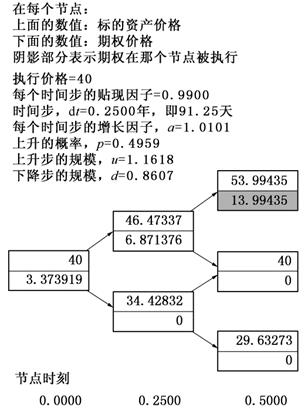 在每个节点：
上面的数值：标的资产价格
下面的数值：期权价格
阴影部分表示期权在那个节点被执行
执行价格=40
每个时间步的贴现因子=0.9900
时间步，dt=0.2500年，即91.25天
每个时间步的增长因子，a=1.0101
上升的概率，p=0.4959
上升步的规模，u=1.1618
下降步的规模，d=0.8607
53.99435
13.99435
46.47337
6.871376
40
3.373919
40
0
34.42832
0
29.63273
0
节点时刻
0.0000 0.2500 0.5000